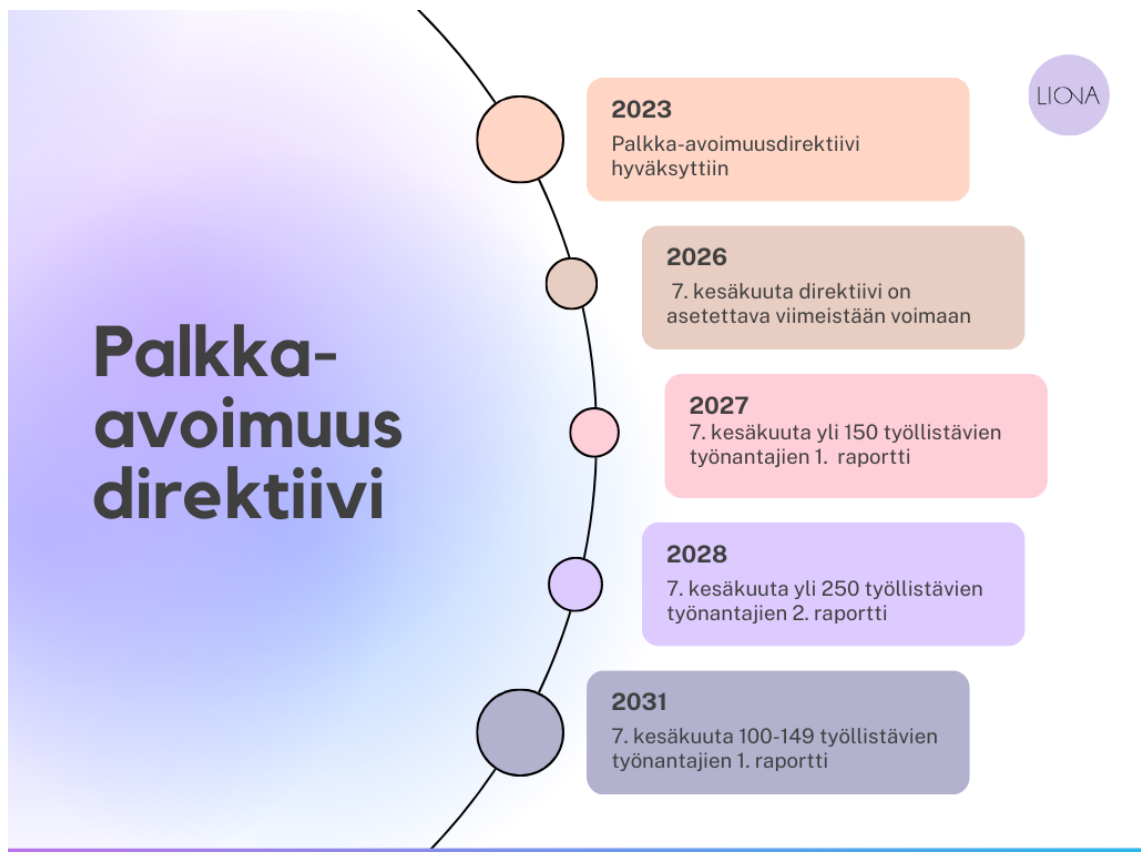 Palkka-
avoimuus
direktiivi
2023
Palkka-avoimuusdirektiivi
hyväksyttiin
LIONA
2026
7. kesäkuuta direktiivi on
asetettava viimeistään voimaan
2027
7. kesäkuuta yli 150 työllistävien
työnantajien 1. raportti
2028
7. kesäkuuta yli 250 työllistävien
työnantajien 2. raportti
2031
7. kesäkuuta 100-149 työllistävien
työnantajien 1. raportti